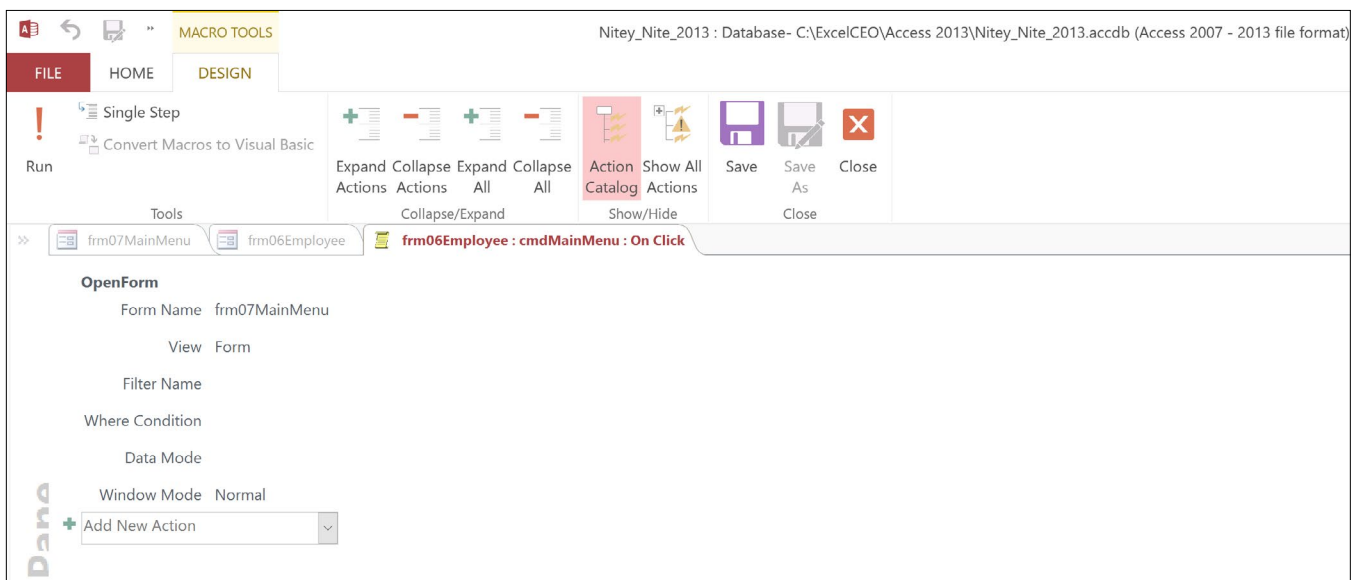 MACRO TOOLS
Nitey_Nite_2013 : Database- C:\ExcelCEO\Access 2013\Nitey_Nite_2013.accdb (Access 2007 - 2013 file format)
FILE HOME DESIGN
Single Step
Convert Macros to Visual Basic
Run
Expand Collapse Expand Collapse Action Show All Save Save Close
Actions Actions All All Catalog Actions As
Tools Collapse/Expand Show/Hide Close
frm07MainMenu frm06Employee frm06Employee : cmdMainMenu : On Click
OpenForm
Form Name frm07MainMenu
View Form
Filter Name
Where Condition
Data Mode
Window Mode Normal
Add New Action